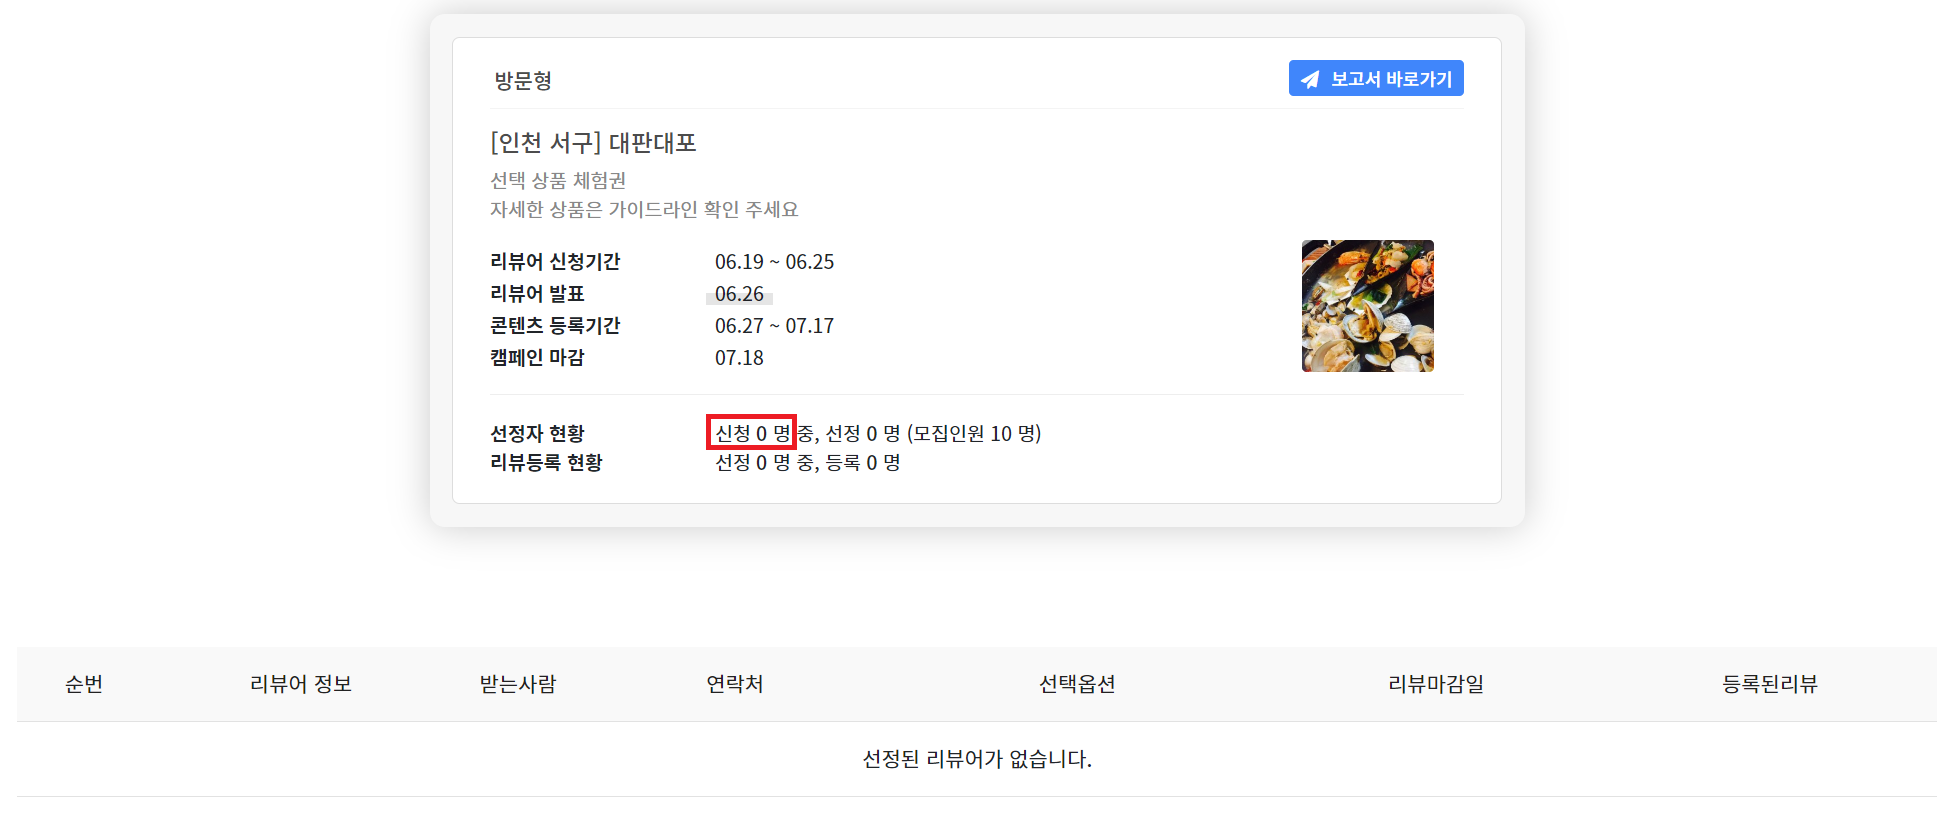 방문형
보고서 바로가기
[인천 서구] 대판대포
선택 상품 체험권
자세한 상품은 가이드라인 확인 주세요
리뷰어 신청기간 06.19 ~ 06.25
리뷰어 발표 06.26
콘텐츠 등록기간 06.27 ~ 07.17
캠페인 마감 07.18
선정자 현황 신청 0 명 중, 선정 0 명 (모집인원 10 명)
리뷰등록 현황 선정 0 명 중, 등록 0 명
순번 리뷰어 정보 받는사람 연락처 선택옵션 리뷰마감일 등록된리뷰
선정된 리뷰어가 없습니다.